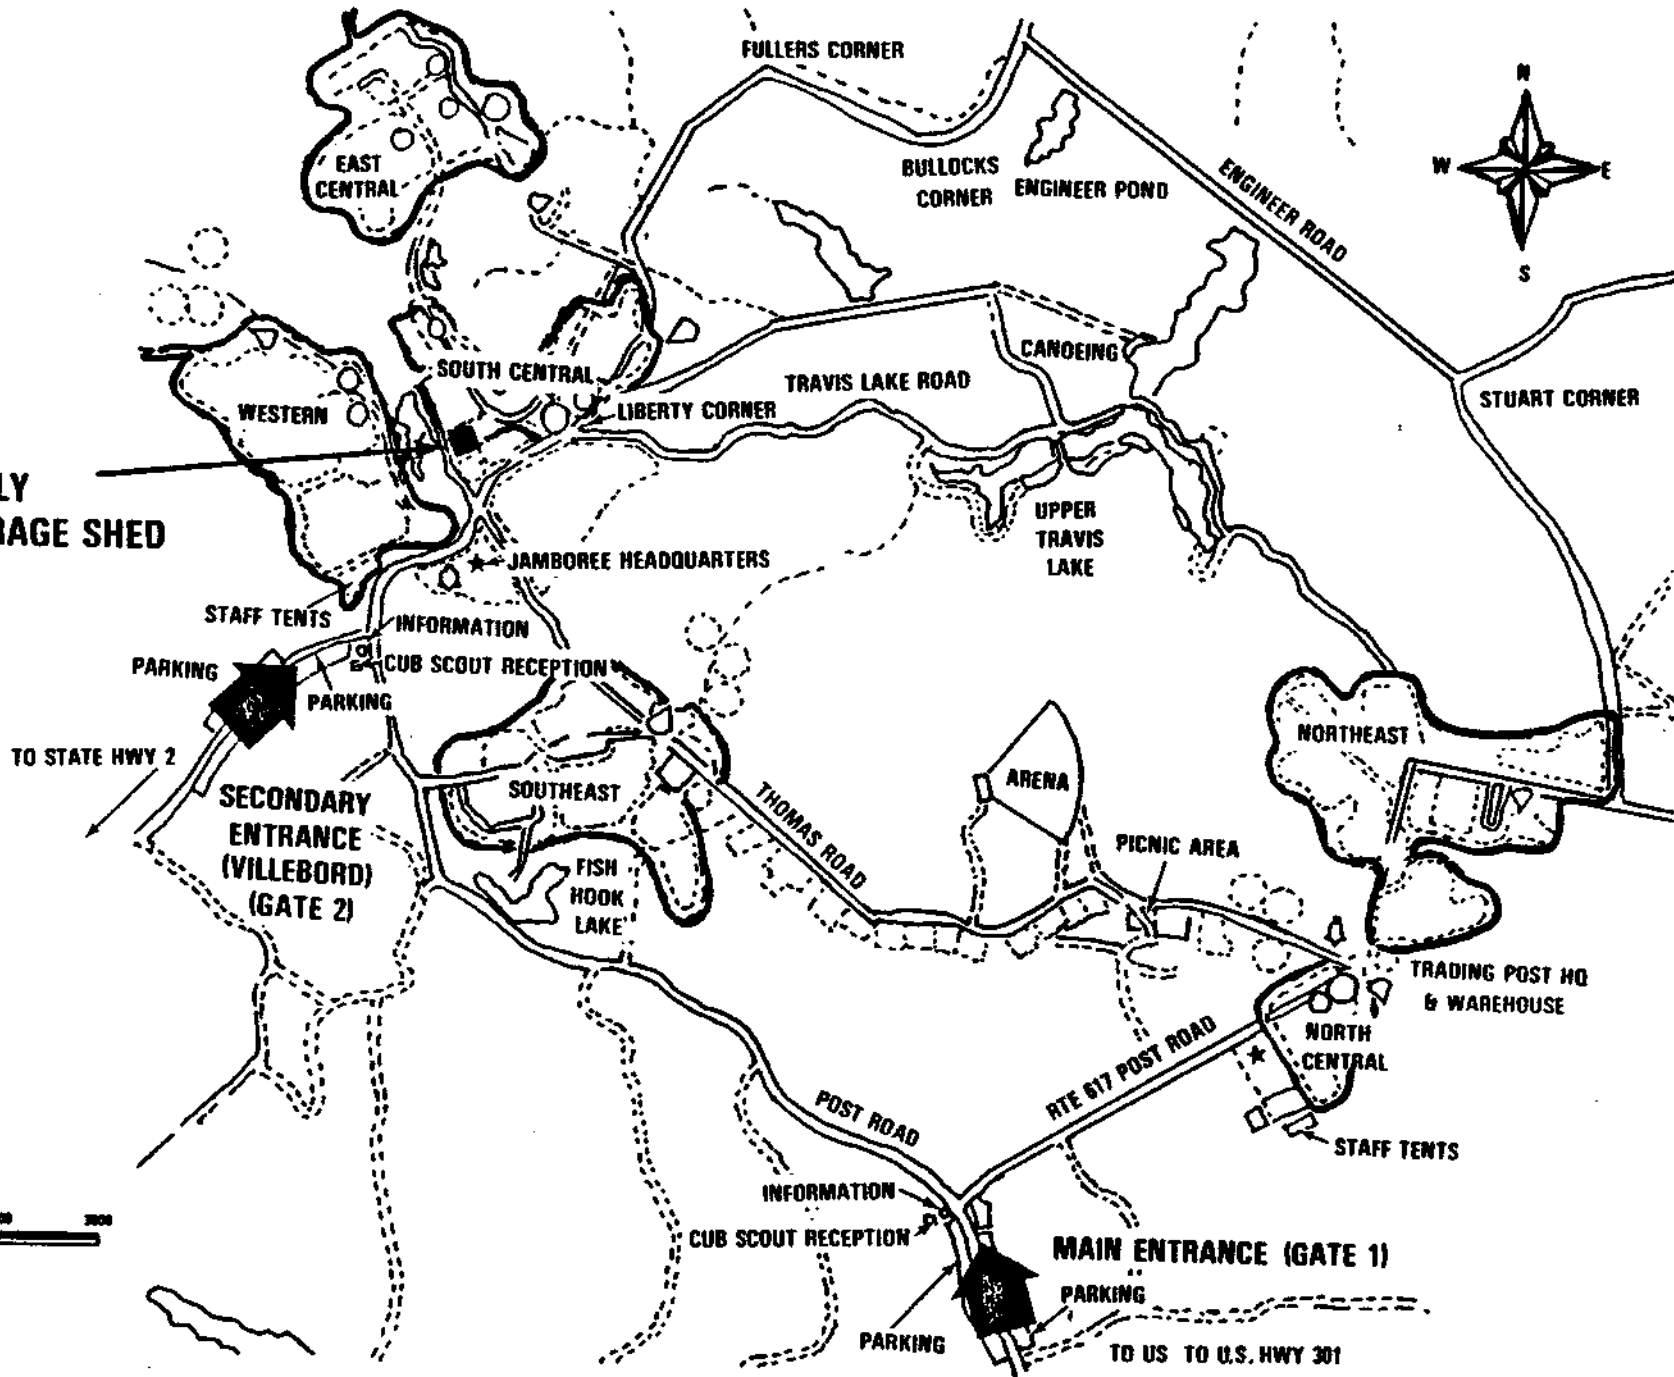 FULLERS CORNER
N
W
E
S
EAST
CENTRAL
BULLOCKS
CORNER
ENGINEER POND
ENGINEER ROAD
CANOEING
SOUTH CENTRAL
TRAVIS LAKE ROAD
WESTERN
LIBERTY CORNER
STUART CORNER
LY
RAGE SHED
UPPER
TRAVIS
LAKE
JAMBOREE HEADQUARTERS
STAFF TENTS
INFORMATION
PARKING
CUB SCOUT RECEPTION
PARKING
TO STATE HWY 2
NORTHEAST
SECONDARY
ENTRANCE
(VILLEBORD)
(GATE 2)
SOUTHEAST
ARENA
THOMAS ROAD
PICNIC AREA
FISH
HOOK
LAKE
TRADING POST HQ
& WAREHOUSE
NORTH
CENTRAL
RTE 617 POST ROAD
POST ROAD
STAFF TENTS
INFORMATION
CUB SCOUT RECEPTION
MAIN ENTRANCE (GATE 1)
PARKING
PARKING
TO US TO U.S. HWY 301